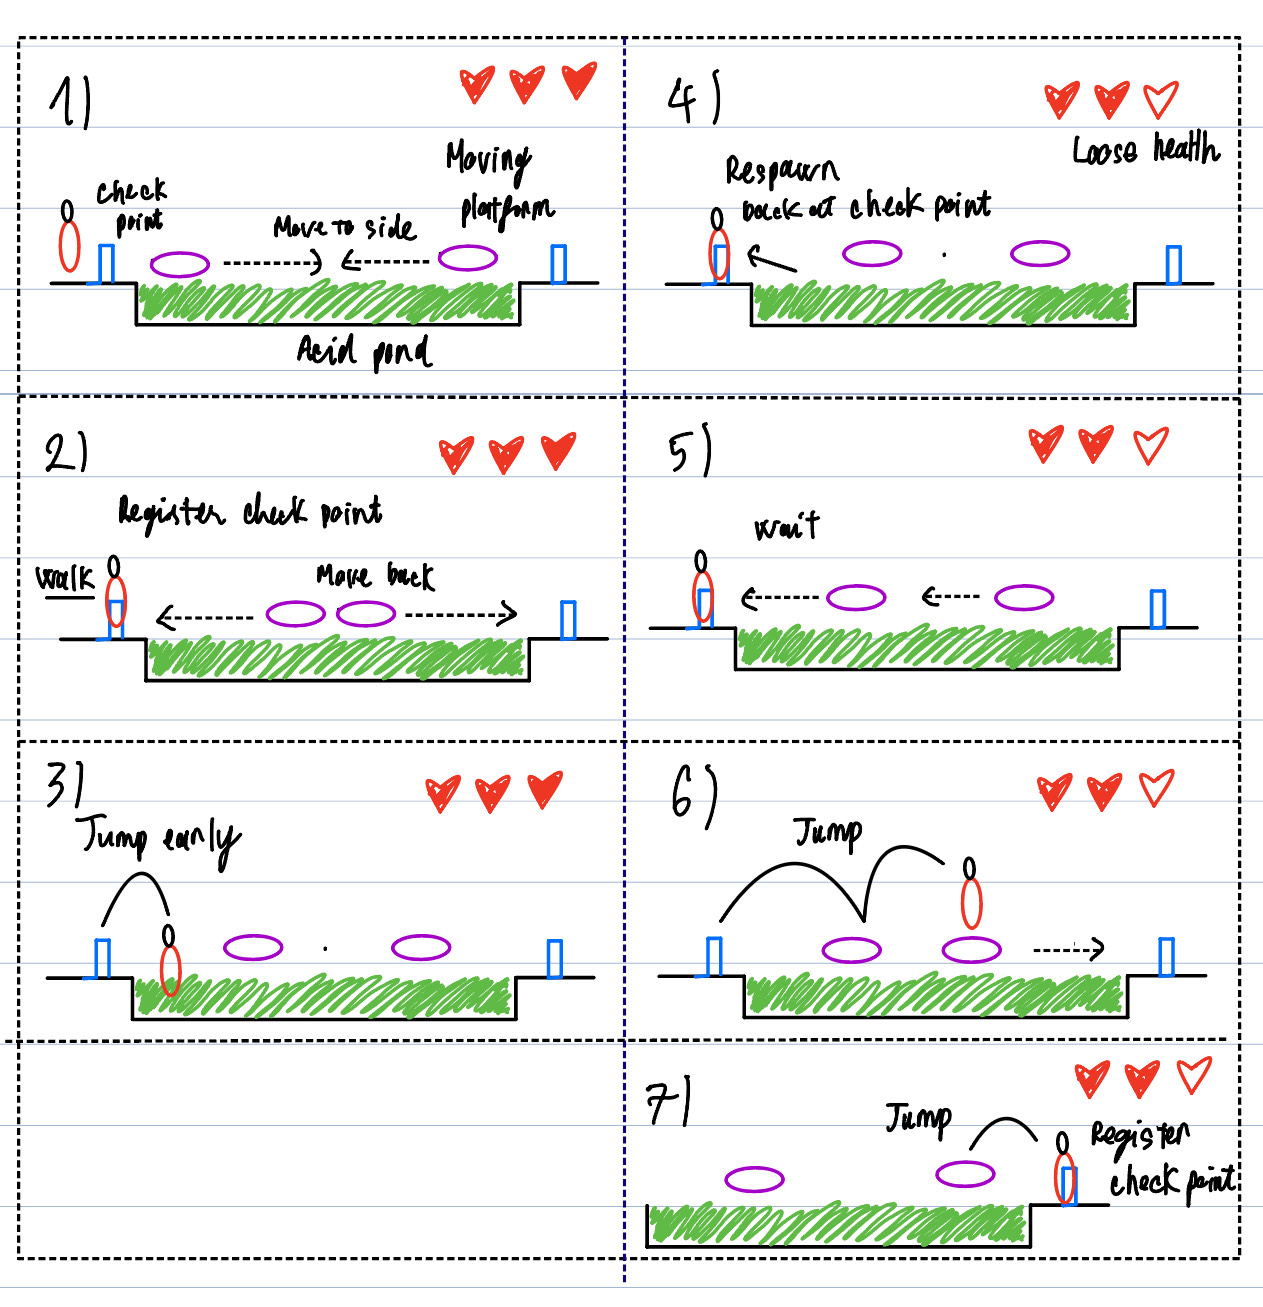 1)
check
point
Move to side
Moving
platform
Acid pond
2)
Register check point
Walk
Move back
3)
Jump early
4)
Loose health
Respawn
back at check point
5)
wait
6)
Jump
7)
Jump
Register
check point